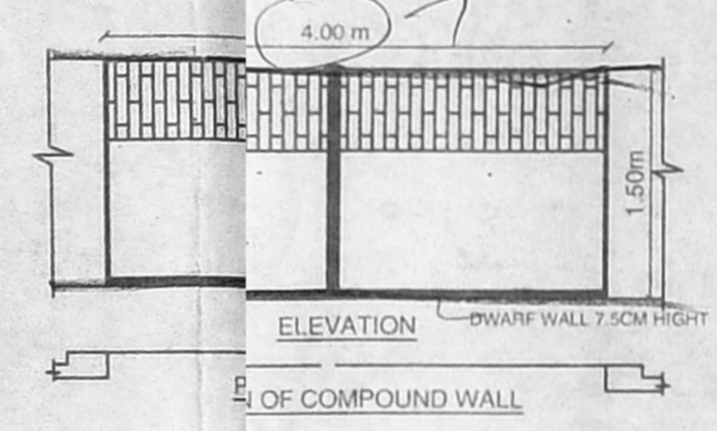 4.00 m
1.50m
ELEVATION
DWARF WALL 7.5CM HIGHT
OF COMPOUND WALL